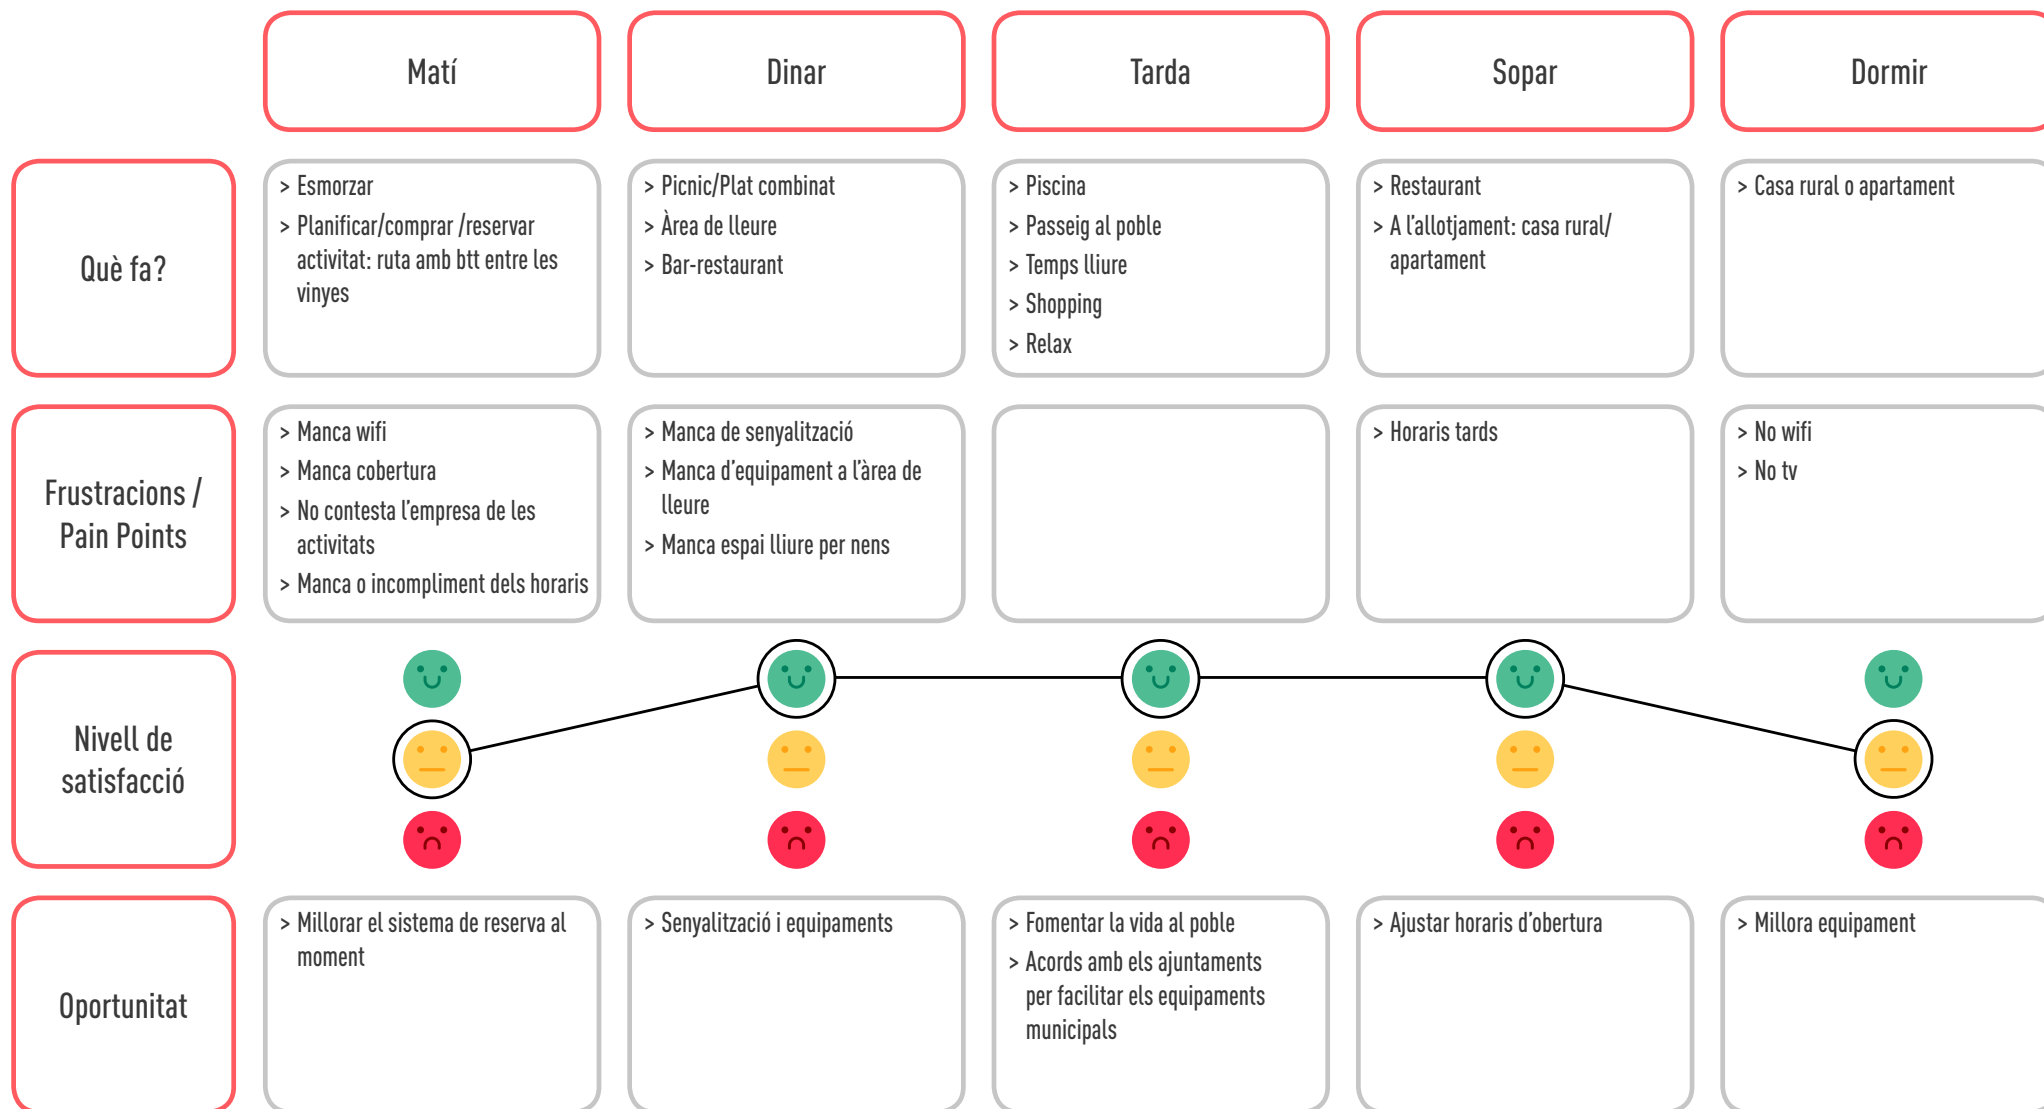 Matí
Dinar
Tarda
Sopar
Dormir
Què fa?
> Esmorzar
> Planificar/comprar /reservar
activitat: ruta amb btt entre les
vinyes
> Picnic/Plat combinat
> Àrea de lleure
> Bar-restaurant
> Piscina
> Passeig al poble
> Temps lliure
> Shopping
> Relax
> Restaurant
> A l’allotjament: casa rural/
apartament
> Casa rural o apartament
Frustracions /
Pain Points
> Manca wifi
> Manca cobertura
> No contesta l’empresa de les
activitats
> Manca o incompliment dels horaris
> Manca de senyalització
> Manca d’equipament a l’àrea de
lleure
> Manca espai lliure per nens
> Horaris tards
> No wifi
> No tv
Nivell de
satisfacció
Oportunitat
> Millorar el sistema de reserva al
moment
> Senyalització i equipaments
> Fomentar la vida al poble
> Acords amb els ajuntaments
per facilitar els equipaments
municipals
> Ajustar horaris d’obertura
> Millora equipament